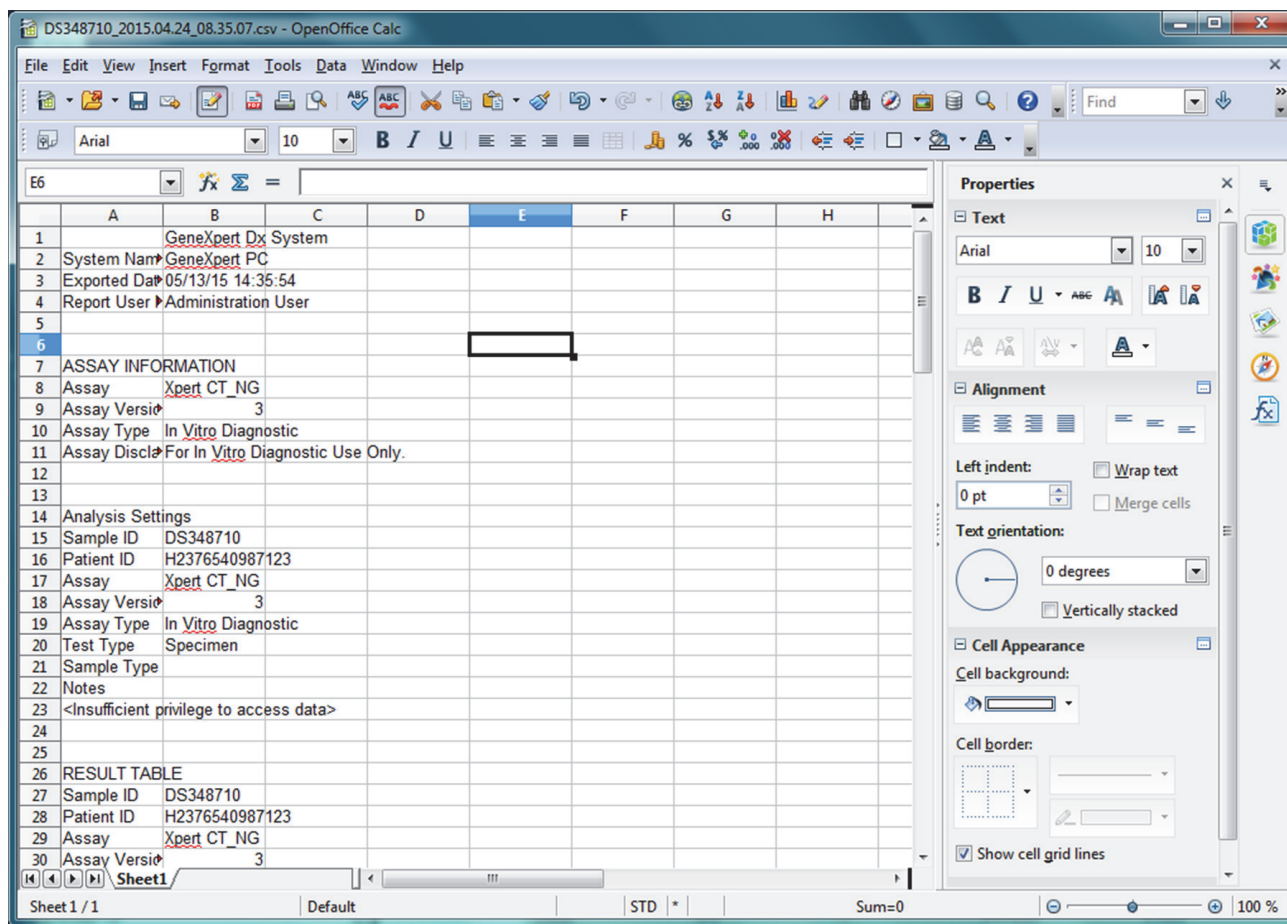 DS348710_2015.04.24_08.35.07.csv - OpenOffice Calc
File Edit View Insert Format Tools Data Window Help
Find
Arial 10
E6
A B C D E F G H
1 GeneXpert Dx System
2 System Nam GeneXpert PC
3 Exported Dat 05/13/15 14:35:54
4 Report User Administration User
5
6
7 ASSAY INFORMATION
8 Assay Xpert CT_NG
9 Assay Versio 3
10 Assay Type In Vitro Diagnostic
11 Assay Discla For In Vitro Diagnostic Use Only.
12
13
14 Analysis Settings
15 Sample ID DS348710
16 Patient ID H2376540987123
17 Assay Xpert CT_NG
18 Assay Versio 3
19 Assay Type In Vitro Diagnostic
20 Test Type Specimen
21 Sample Type
22 Notes
23 <Insufficient privilege to access data>
24
25
26 RESULT TABLE
27 Sample ID DS348710
28 Patient ID H2376540987123
29 Assay Xpert CT_NG
30 Assay Versio 3
Sheet1
Sheet 1 / 1 Default STD * Sum=0 100 %
Properties
Text
Arial 10
B I U ABC
Alignment
Left indent:
Wrap text
0 pt
Merge cells
Text orientation:
0 degrees
Vertically stacked
Cell Appearance
Cell background:
Cell border:
Show cell grid lines